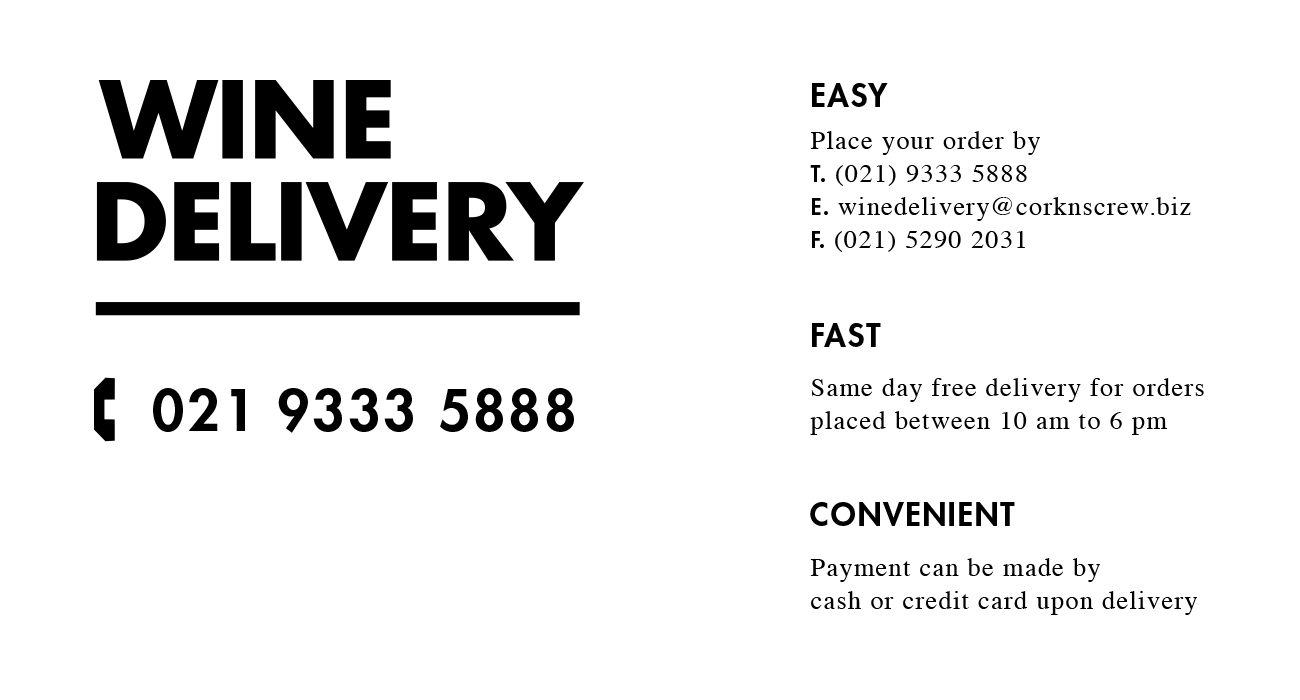 WINE
DELIVERY
021 9333 5888
EASY
Place your order by
T. (021) 9333 5888
E. winedelivery@corknscrew.biz
F. (021) 5290 2031
FAST
Same day free delivery for orders
placed between 10 am to 6 pm
CONVENIENT
Payment can be made by
cash or credit card upon delivery